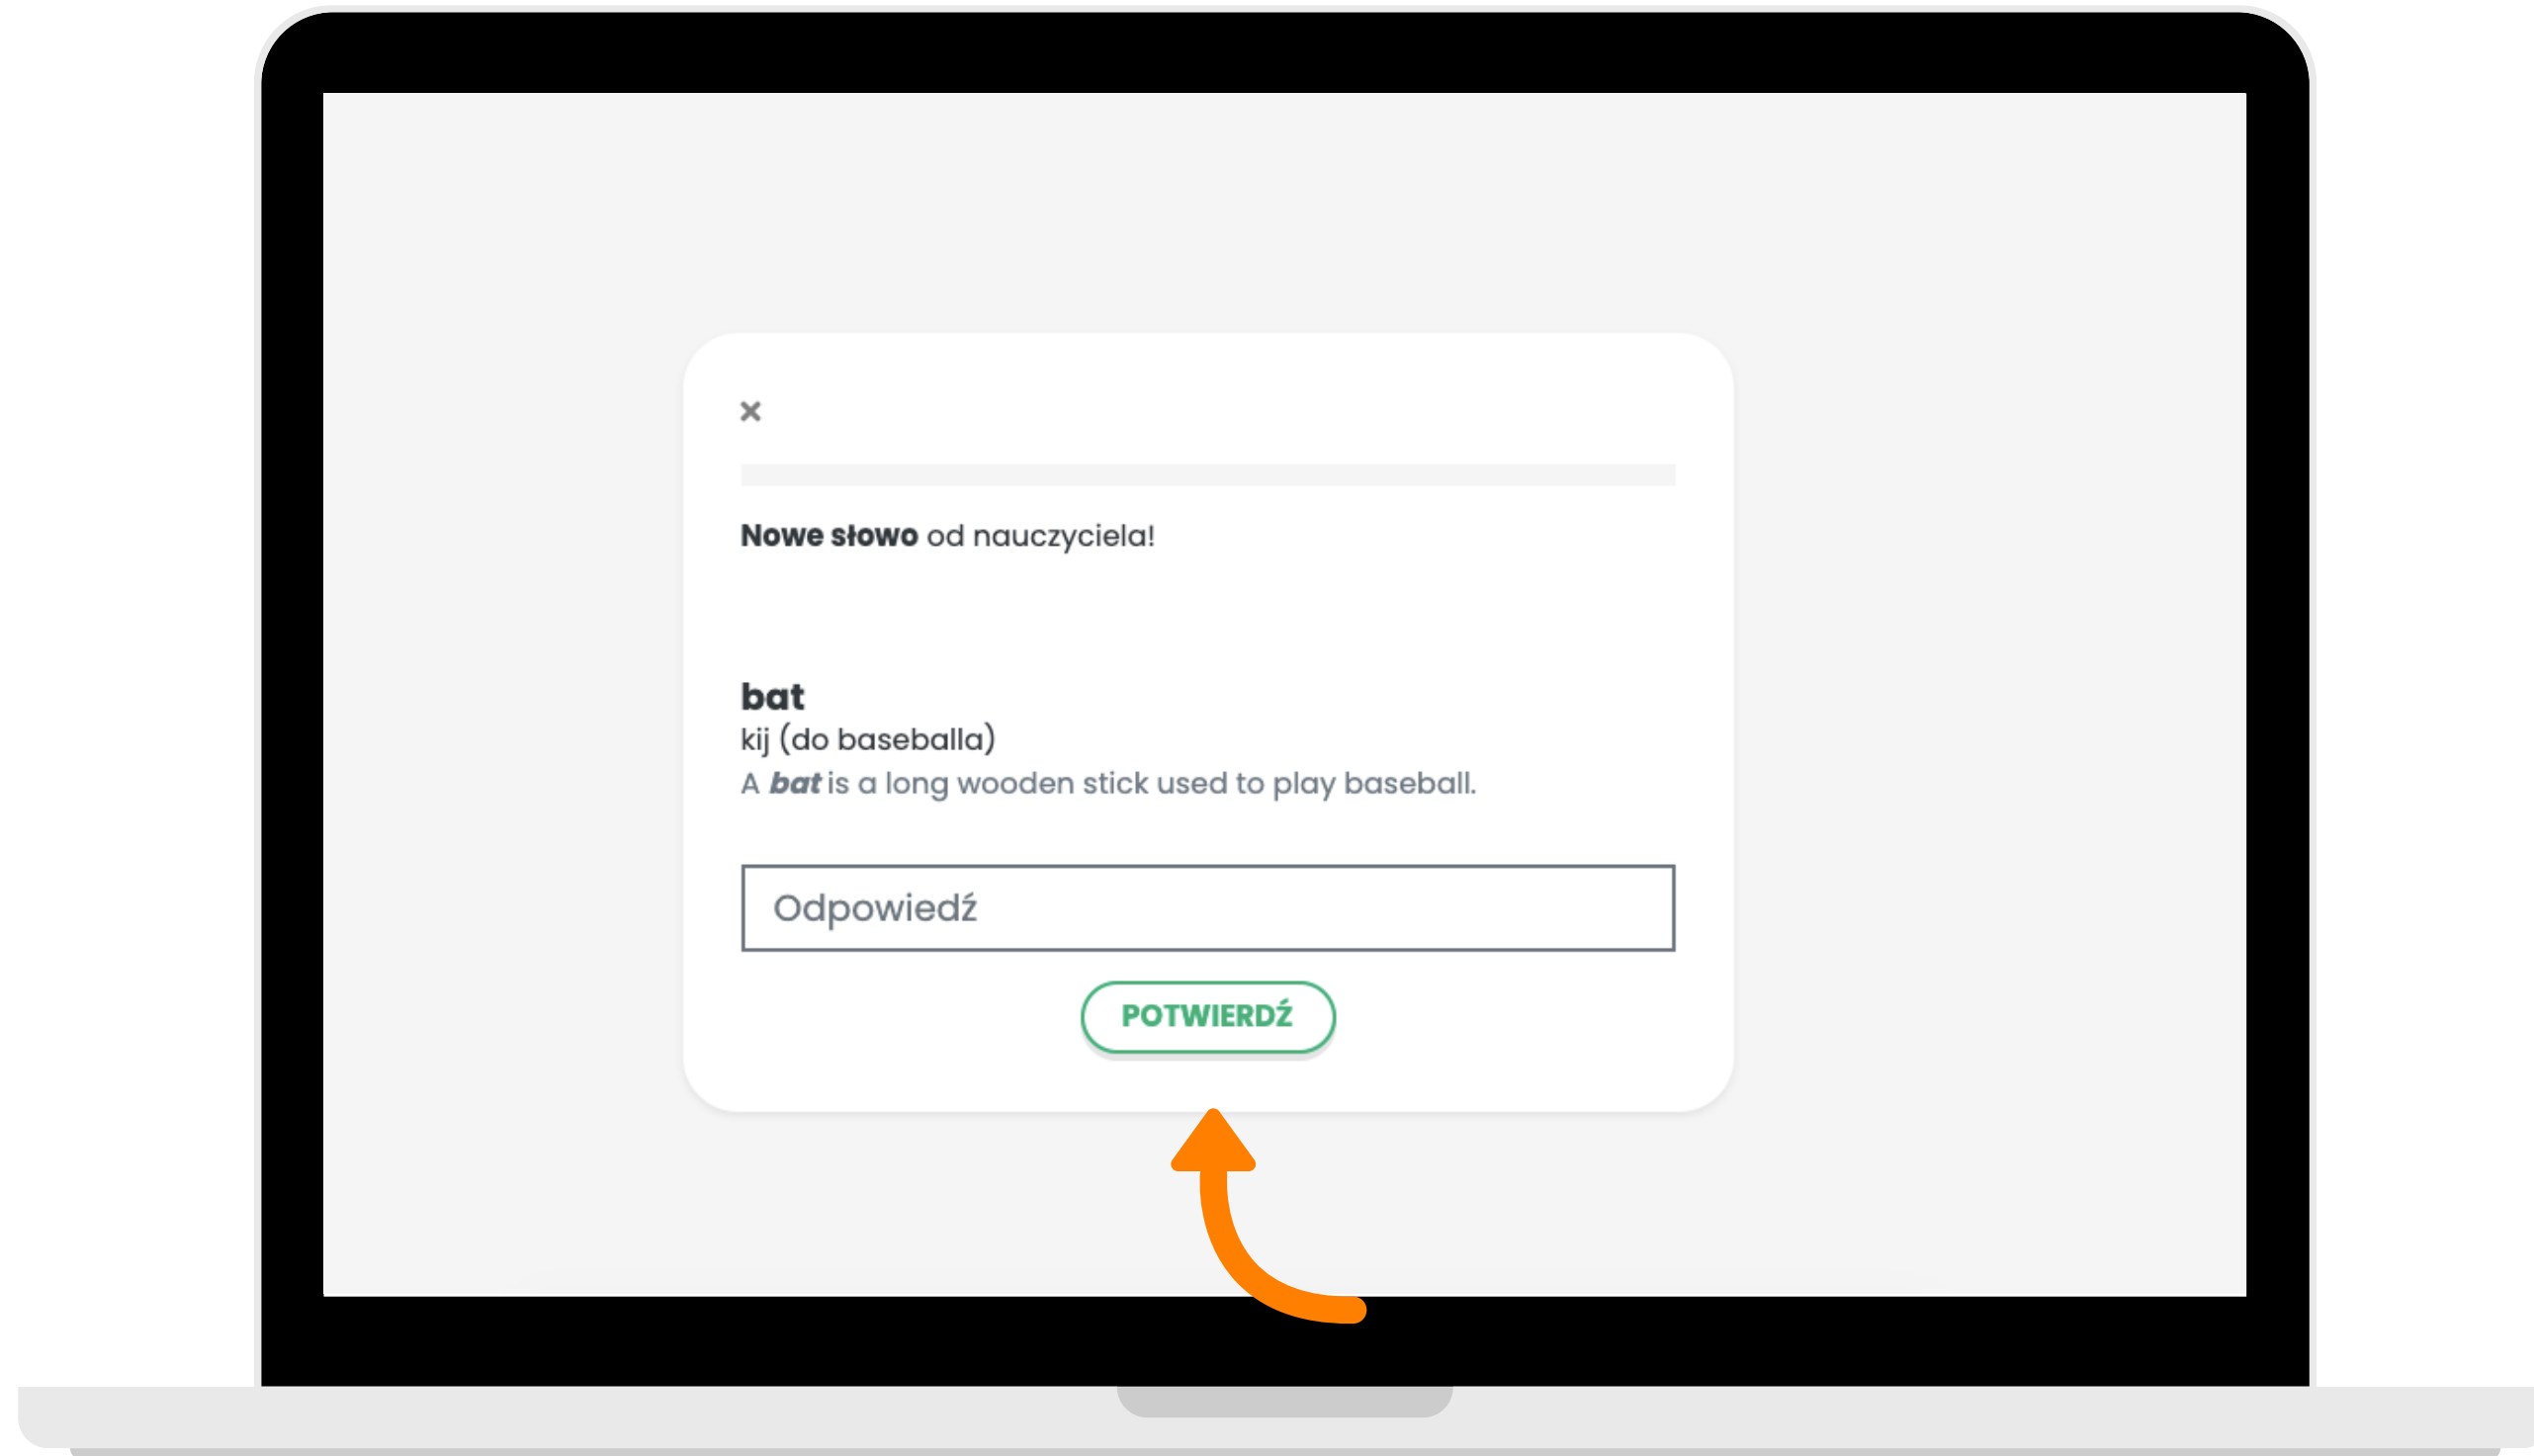 Nowe słowo od nauczyciela!
bat
kij (do baseballa)
A bat is a long wooden stick used to play baseball.
Odpowiedź
POTWIERDŹ